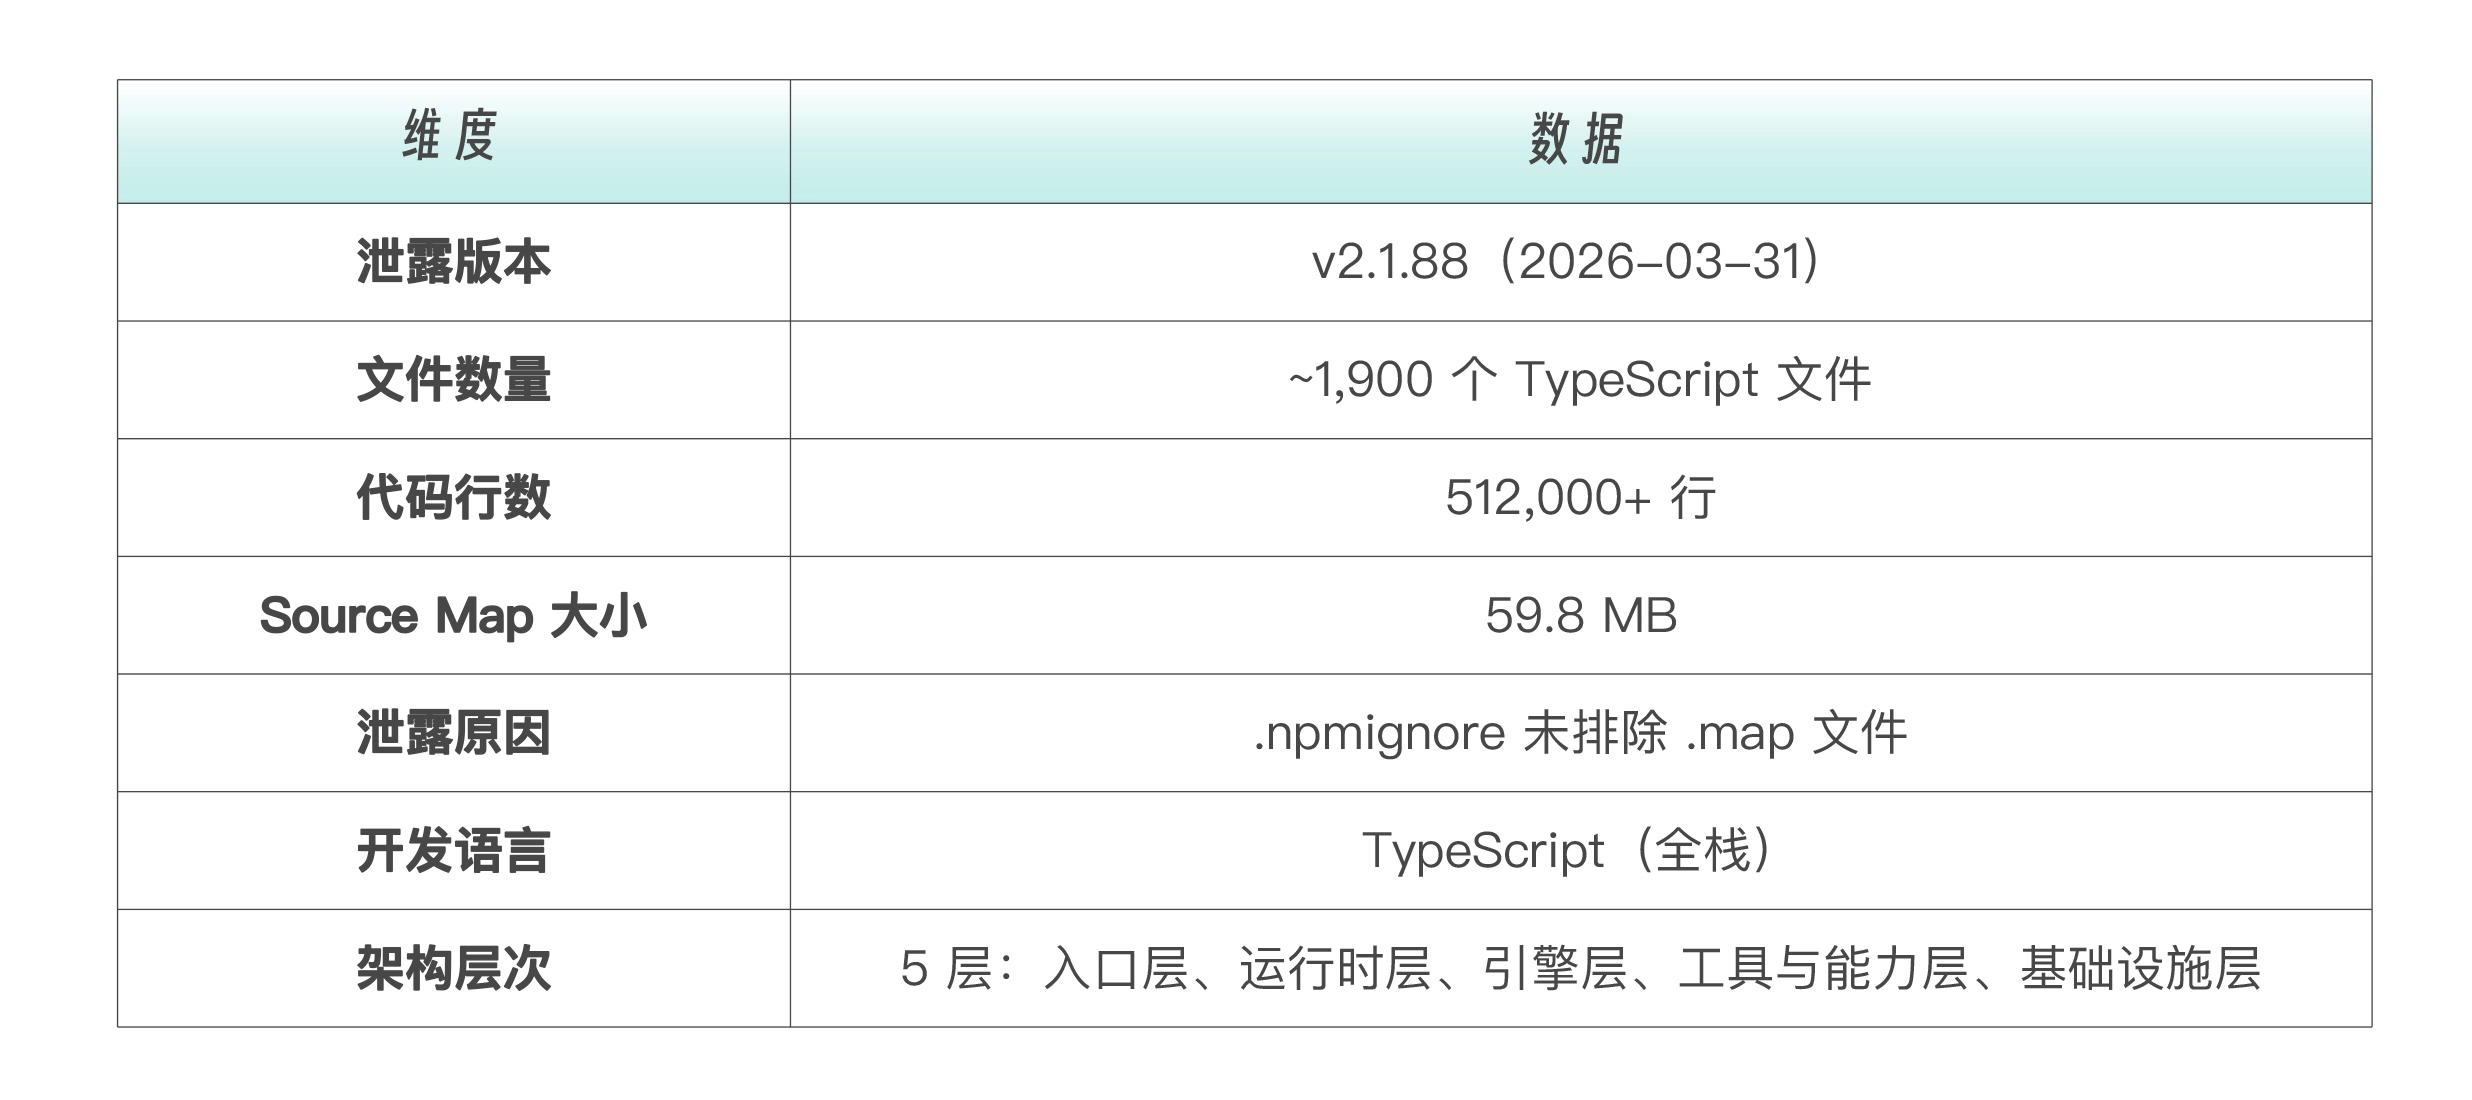 维度
数据
泄露版本
v2.1.88（2026-03-31）
文件数量
~1,900 个 TypeScript 文件
代码行数
512,000+ 行
Source Map 大小
59.8 MB
泄露原因
.npmignore 未排除 .map 文件
开发语言
TypeScript（全栈）
架构层次
5 层：入口层、运行时层、引擎层、工具与能力层、基础设施层